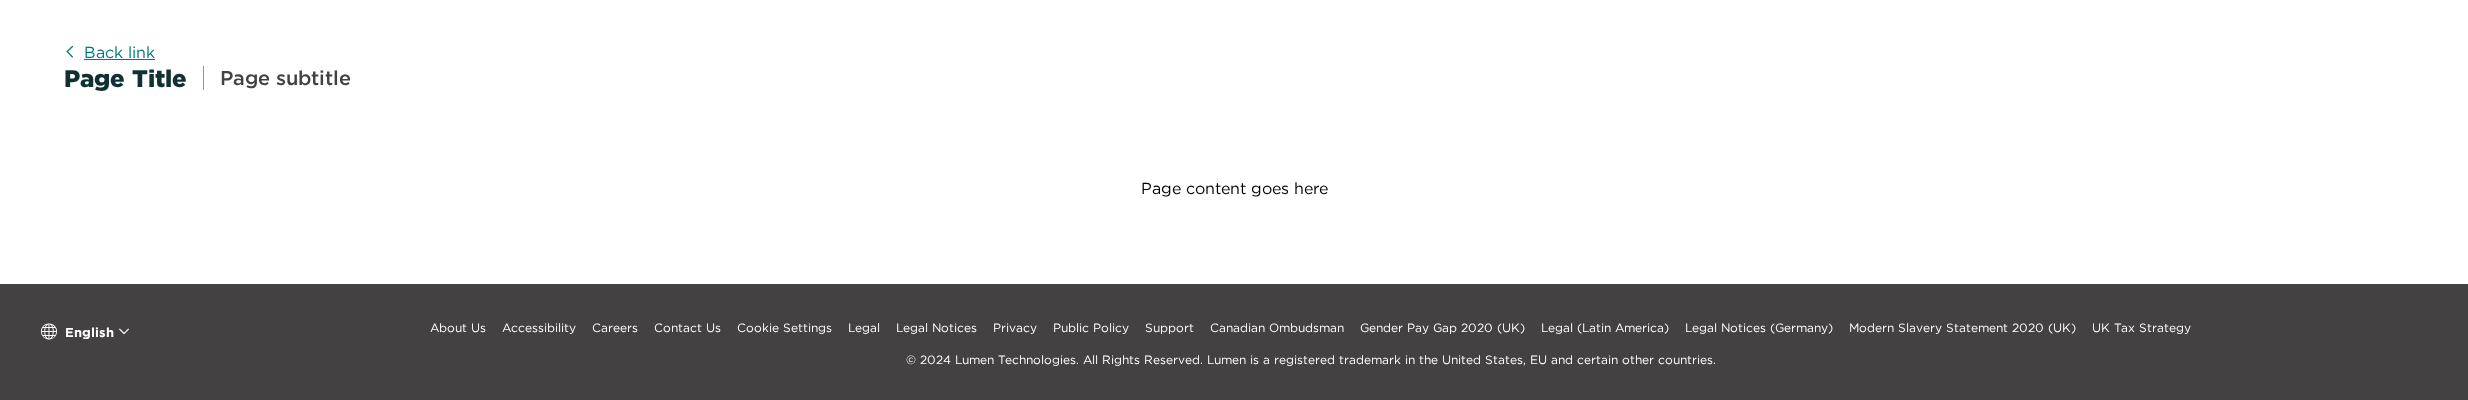 Back link
Page Title
Page subtitle
Page content goes here
English
About Us Accessibility Careers Contact Us Cookie Settings Legal Legal Notices Privacy Public Policy Support Canadian Ombudsman Gender Pay Gap 2020 (UK) Legal (Latin America) Legal Notices (Germany) Modern Slavery Statement 2020 (UK) UK Tax Strategy
© 2024 Lumen Technologies. All Rights Reserved. Lumen is a registered trademark in the United States, EU and certain other countries.